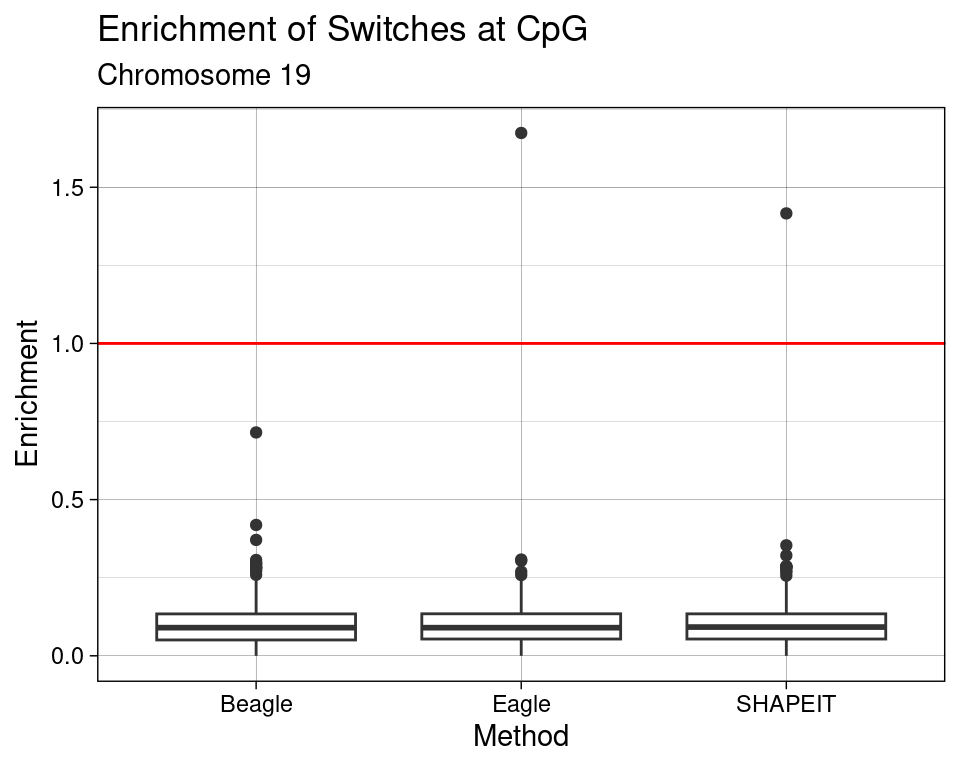 Enrichment of Switches at CpG
Chromosome 19
Enrichment
1.5
1.0
0.5
0.0
Beagle
Eagle
SHAPEIT
Method